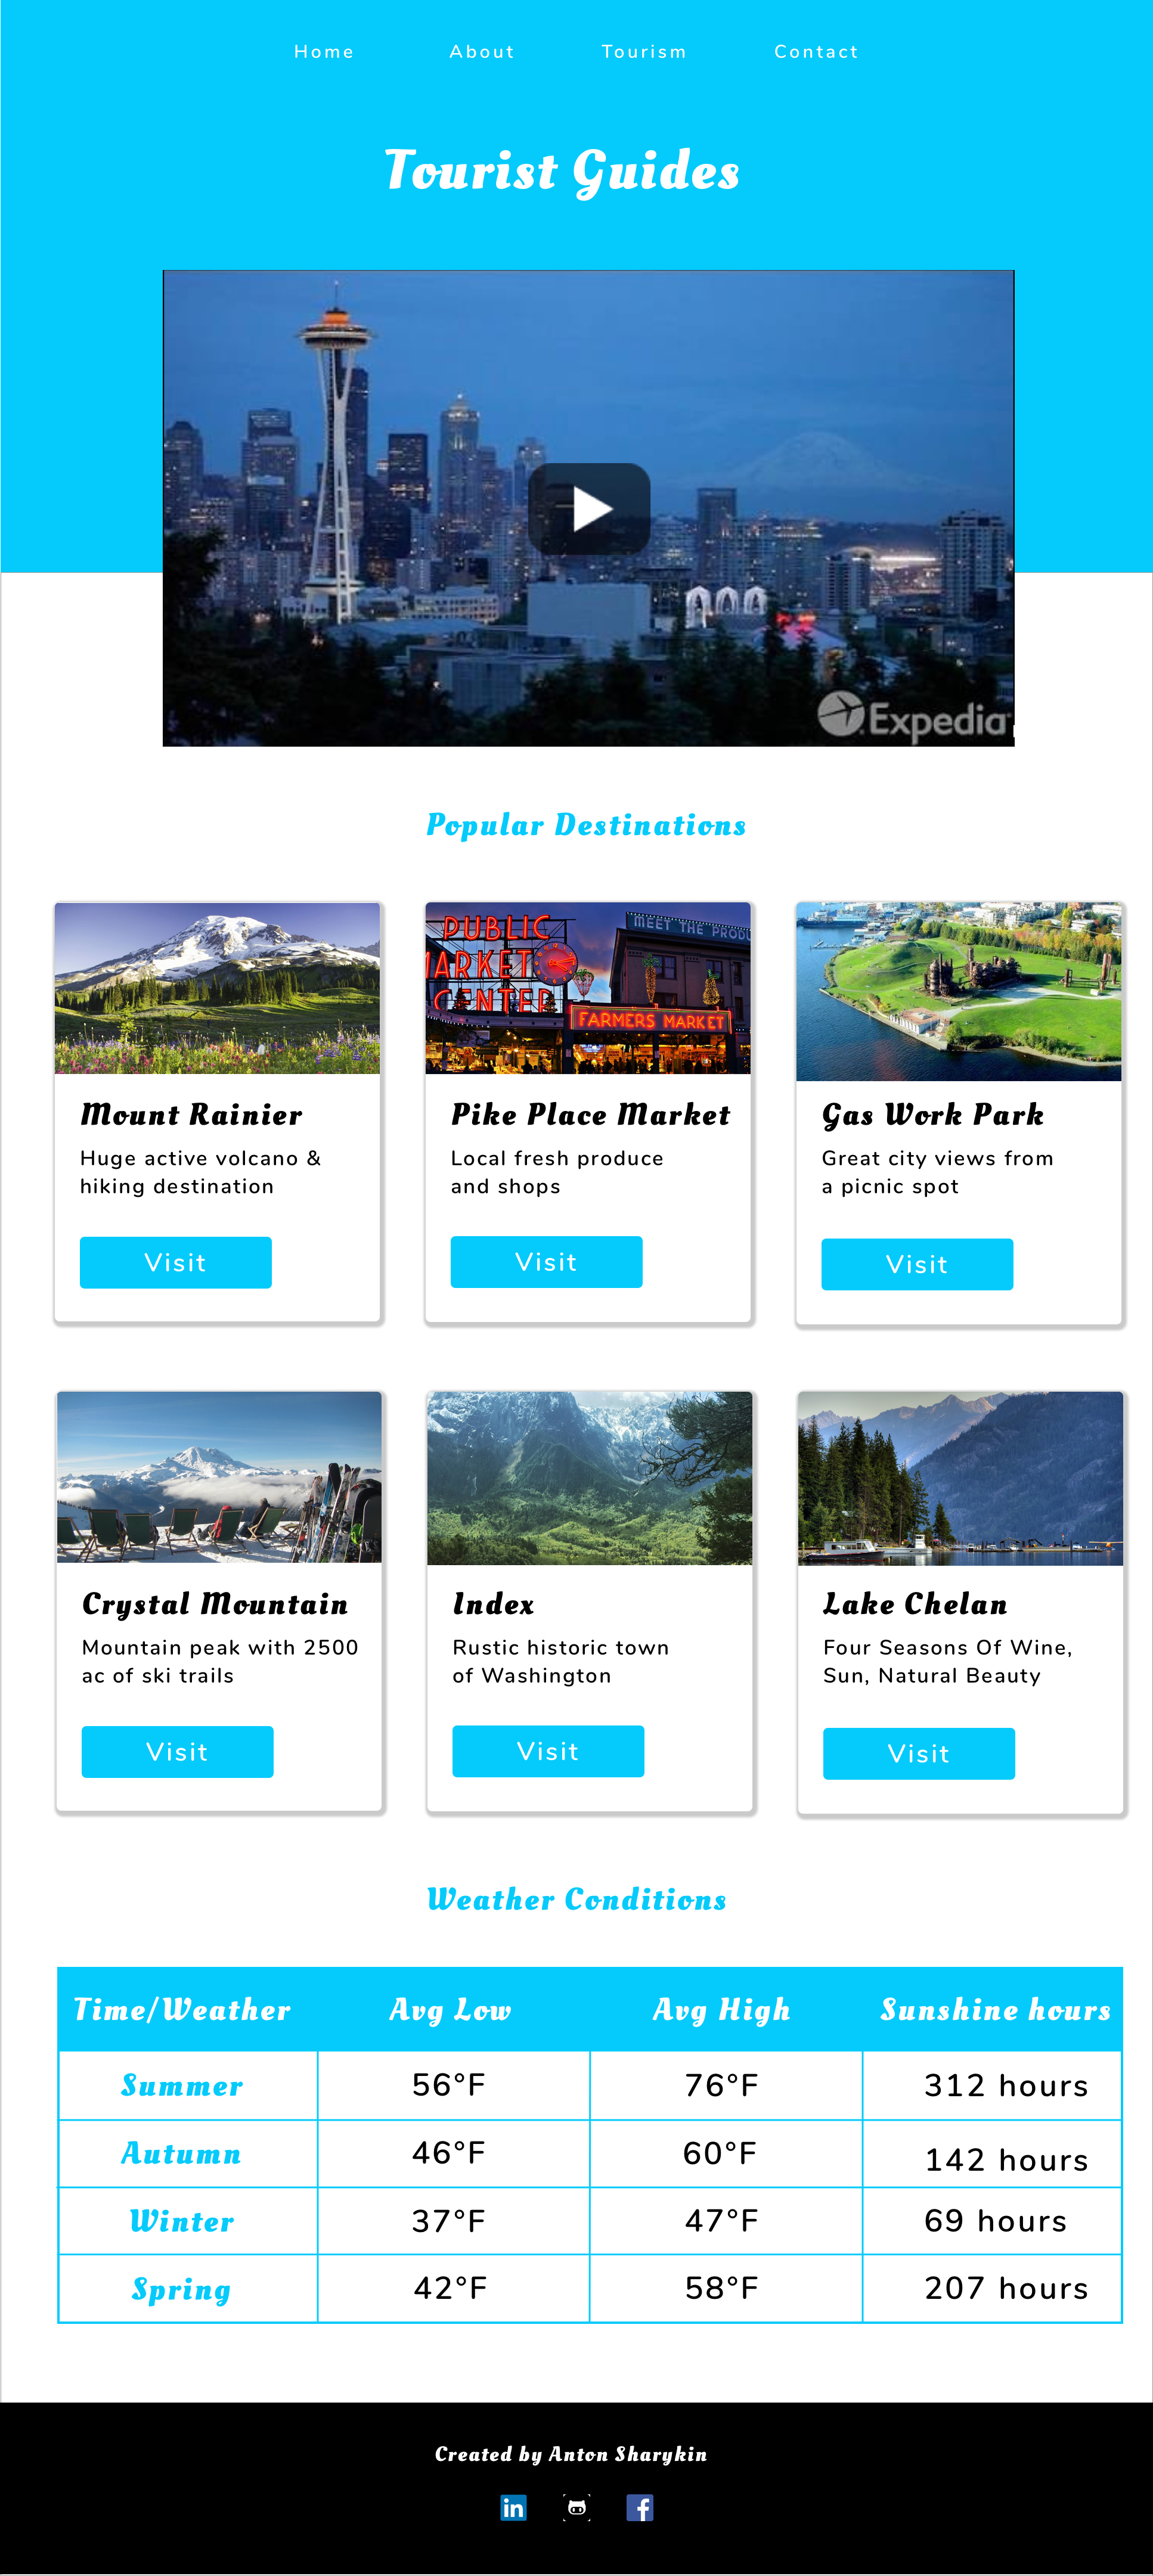 Home About Tourism Contact
Tourist Guides
Expedia
Popular Destinations
PUBLIC
MARKET
CENTER
MEET THE PRODU
FARMERS MARKET
Mount Rainier
Huge active volcano &
hiking destination
Visit
Pike Place Market
Local fresh produce
and shops
Visit
Gas Work Park
Great city views from
a picnic spot
Visit
Crystal Mountain
Mountain peak with 2500
ac of ski trails
Visit
Index
Rustic historic town
of Washington
Visit
Lake Chelan
Four Seasons Of Wine,
Sun, Natural Beauty
Visit
Weather Conditions
Time/Weather Avg Low Avg High Sunshine hours
Summer 56°F 76°F 312 hours
Autumn 46°F 60°F 142 hours
Winter 37°F 47°F 69 hours
Spring 42°F 58°F 207 hours
Created by Anton Sharykin
in f